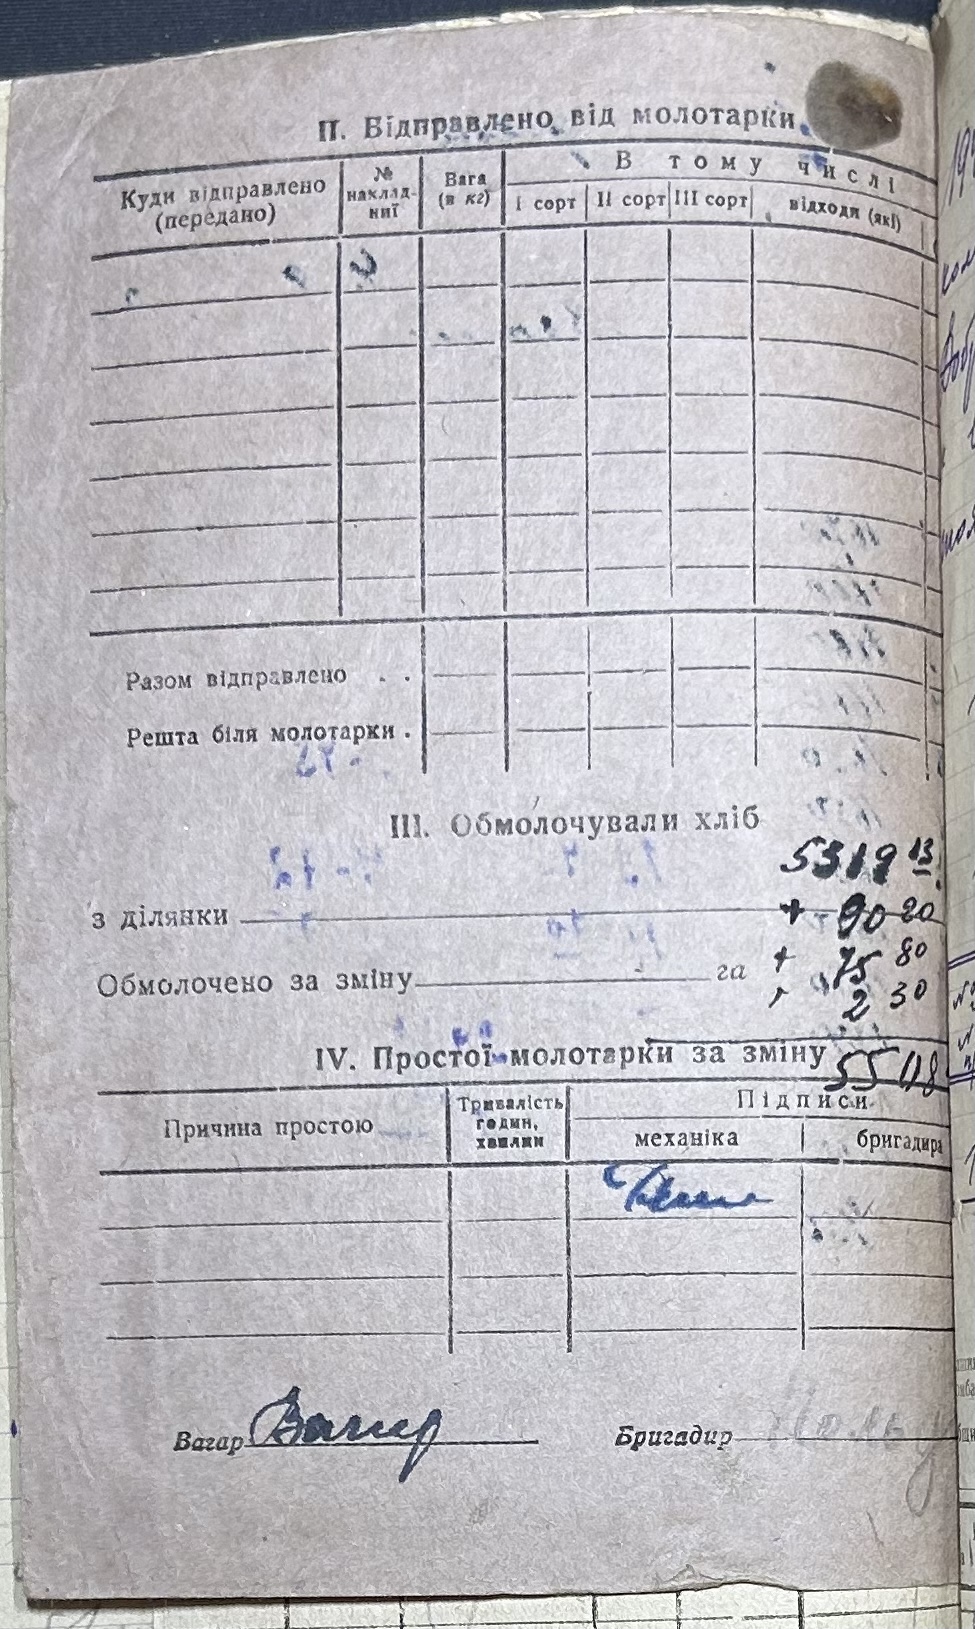 II. Відправлено від молотарки
Куди відправлено (передано)
№ наклад- ної
Вага (в кг)
В тому числі
I сорт
II сорт
III сорт
відходи (які)
Разом відправлено . .
Решта біля молотарки .
III. Обмолочували хліб
5319 13
з ділянки
+ 90 20
+ 75 80
Обмолочено за зміну га
2 30
IV. Простої молотарки за зміну
Причина простою
Тривалість годин, хвилин
Підписи
механіка
бригадира
Вагар
Бригадир